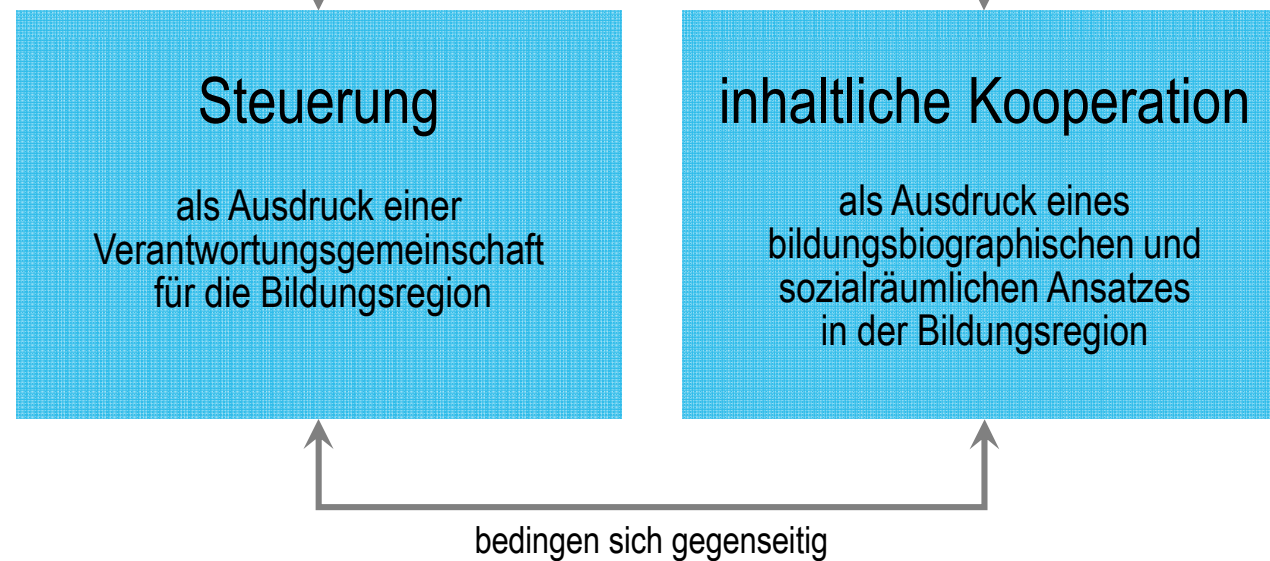 Steuerung
als Ausdruck einer
Verantwortungsgemeinschaft
für die Bildungsregion
inhaltliche Kooperation
als Ausdruck eines
bildungsbiographischen und
sozialräumlichen Ansatzes
in der Bildungsregion
bedingen sich gegenseitig